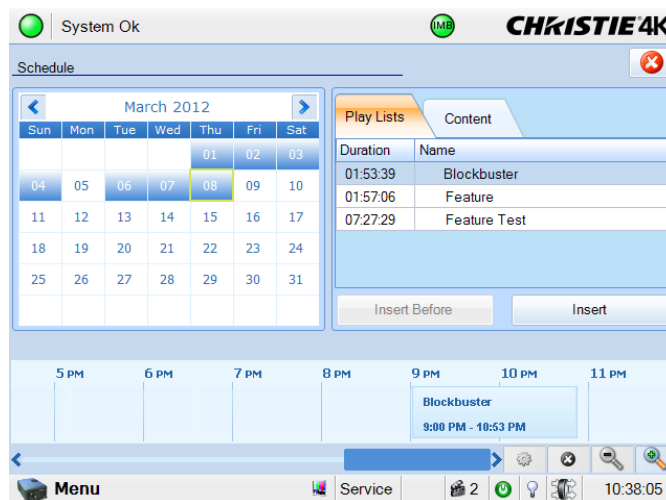 System Ok
IMB
CHRISTIE 4K
Schedule
March 2012
Sun Mon Tue Wed Thu Fri Sat
01 02 03
04 05 06 07 08 09 10
11 12 13 14 15 16 17
18 19 20 21 22 23 24
25 26 27 28 29 30 31
Play Lists Content
Duration Name
01:53:39 Blockbuster
01:57:06 Feature
07:27:29 Feature Test
Insert Before Insert
5 PM 6 PM 7 PM 8 PM 9 PM 10 PM 11 PM
Blockbuster
9:00 PM - 10:53 PM
Menu Service 2 10:38:05